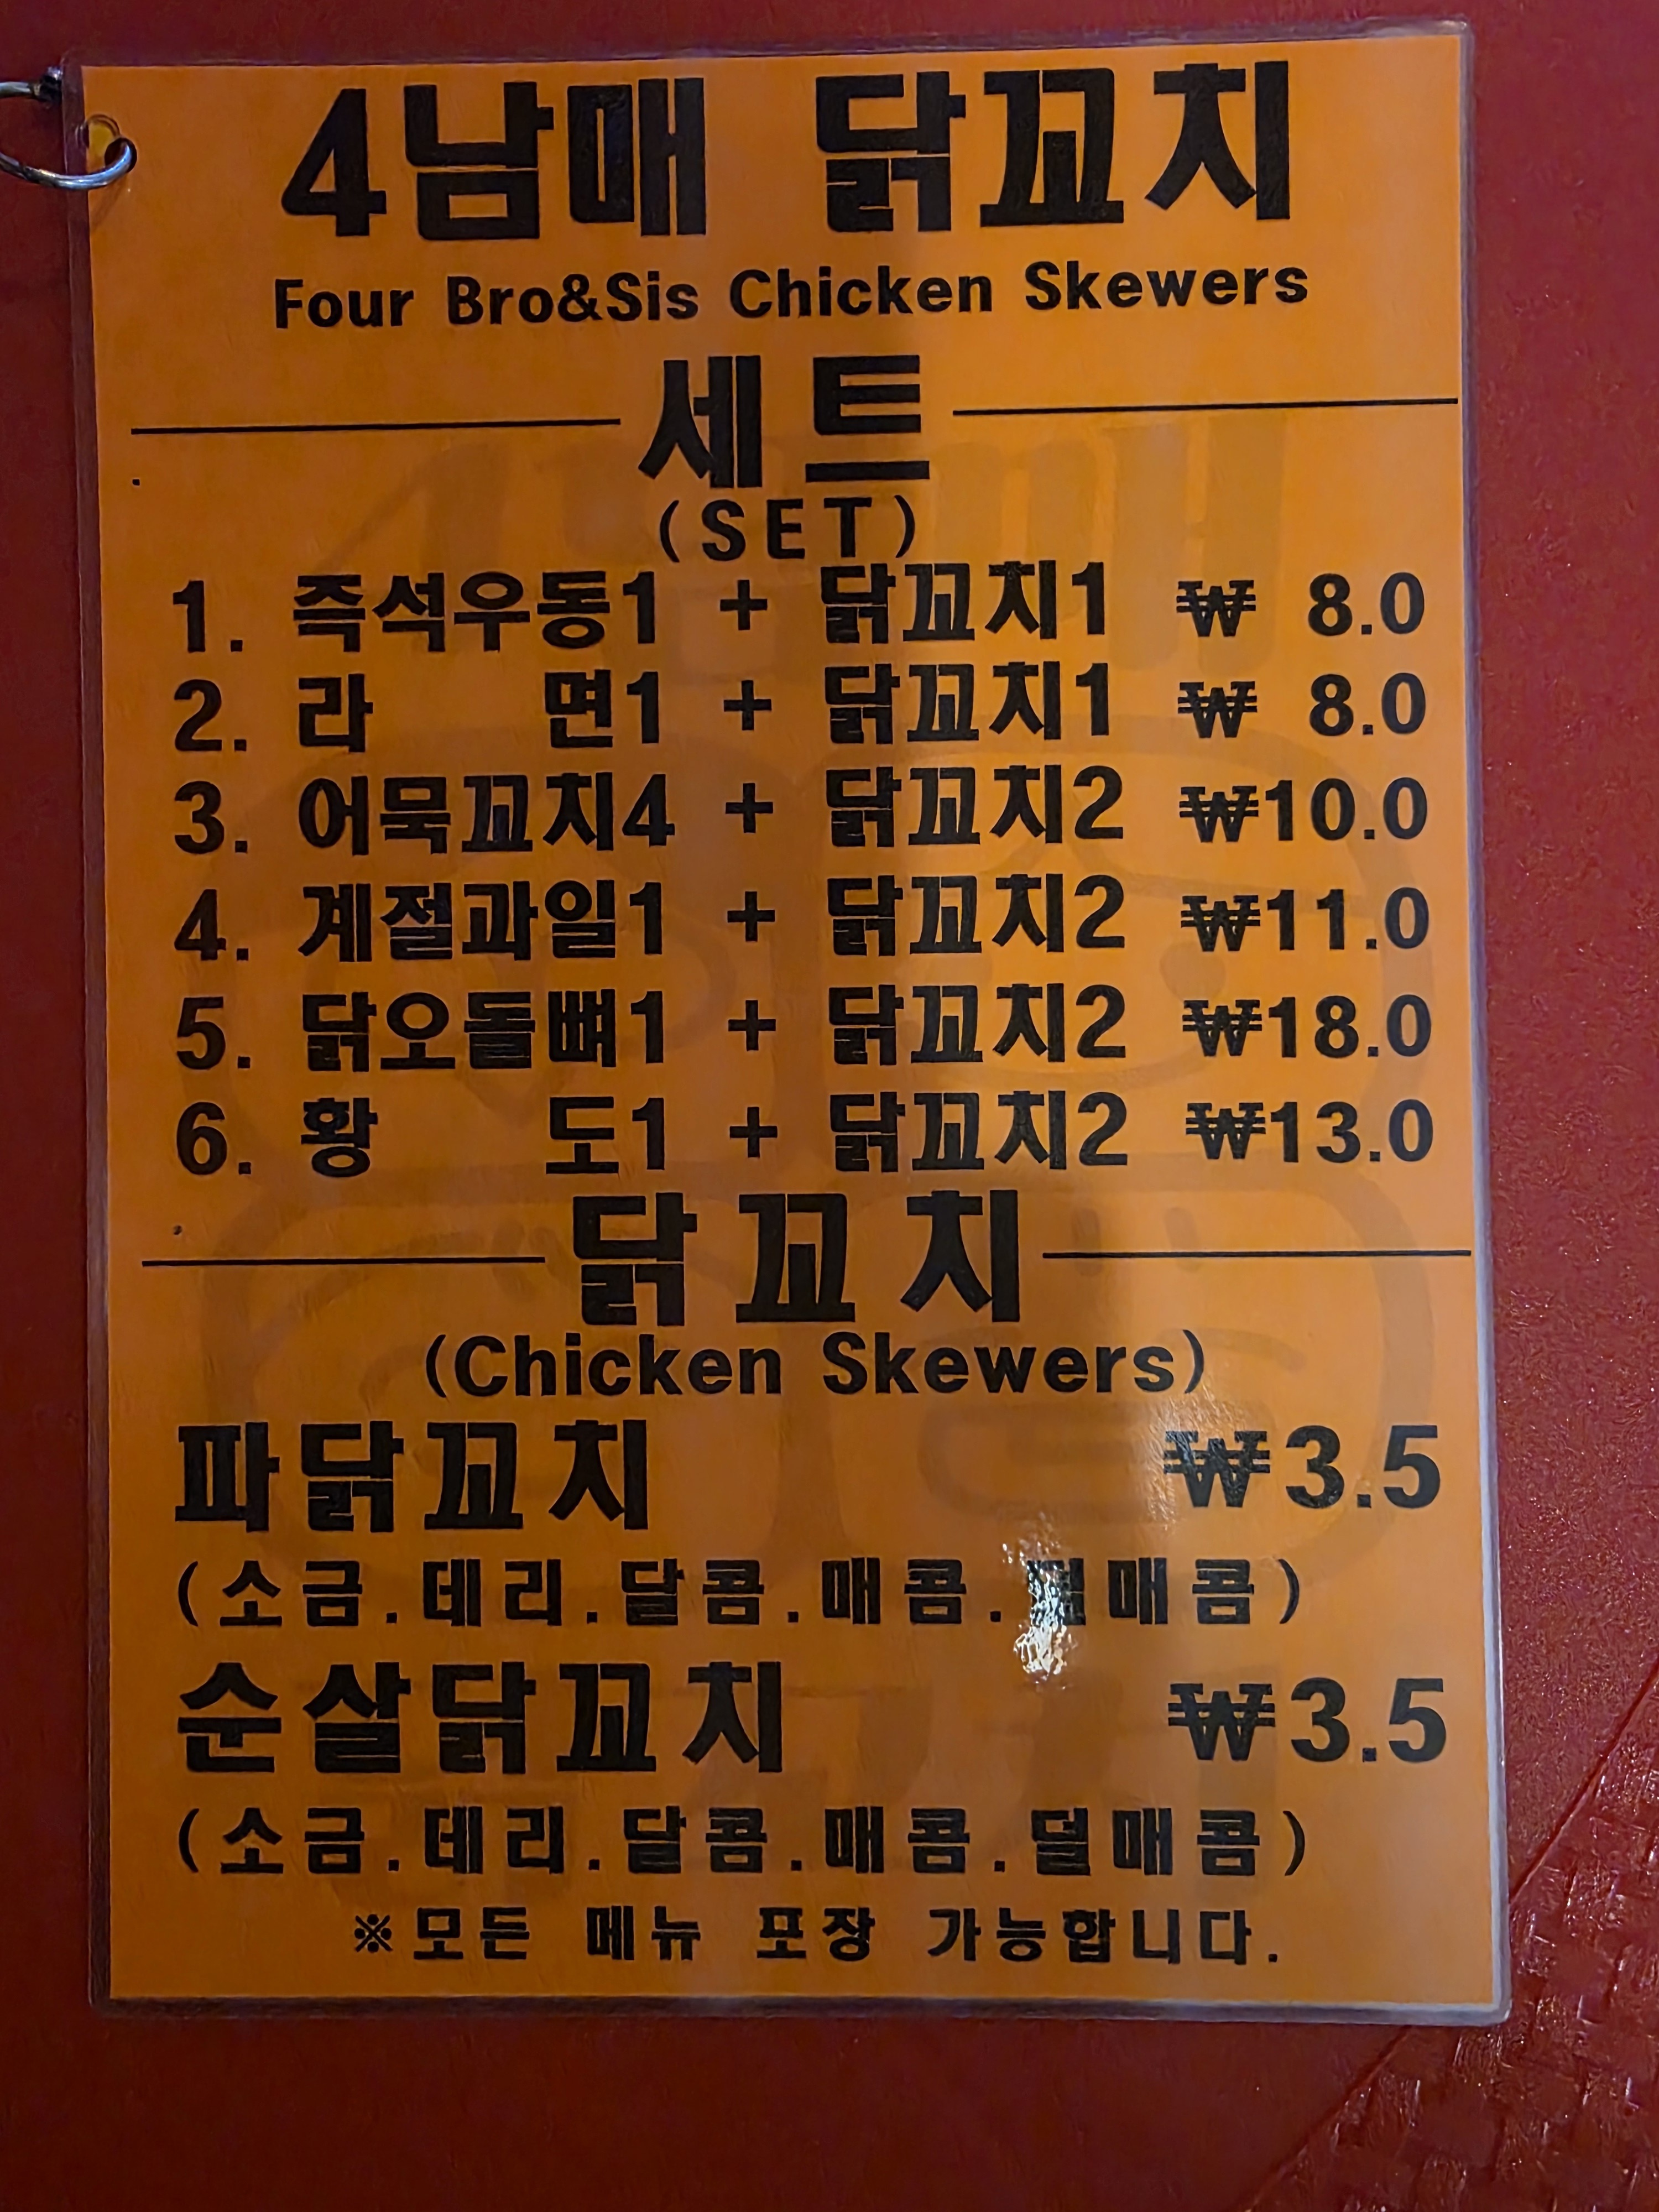 4남매 닭꼬치
Four Bro&Sis Chicken Skewers
세트
(SET)
1. 즉석우동1 + 닭꼬치1 ₩ 8.0
2. 라 면1 + 닭꼬치1 ₩ 8.0
3. 어묵꼬치4 + 닭꼬치2 ₩10.0
4. 계절과일1 + 닭꼬치2 ₩11.0
5. 닭오돌뼈1 + 닭꼬치2 ₩18.0
6. 황 도1 + 닭꼬치2 ₩13.0
닭꼬치
(Chicken Skewers)
파닭꼬치 ₩3.5
(소금.데리.달콤.매콤.덜매콤)
순살닭꼬치 ₩3.5
(소금.데리.달콤.매콤.덜매콤)
※모든 메뉴 포장 가능합니다.